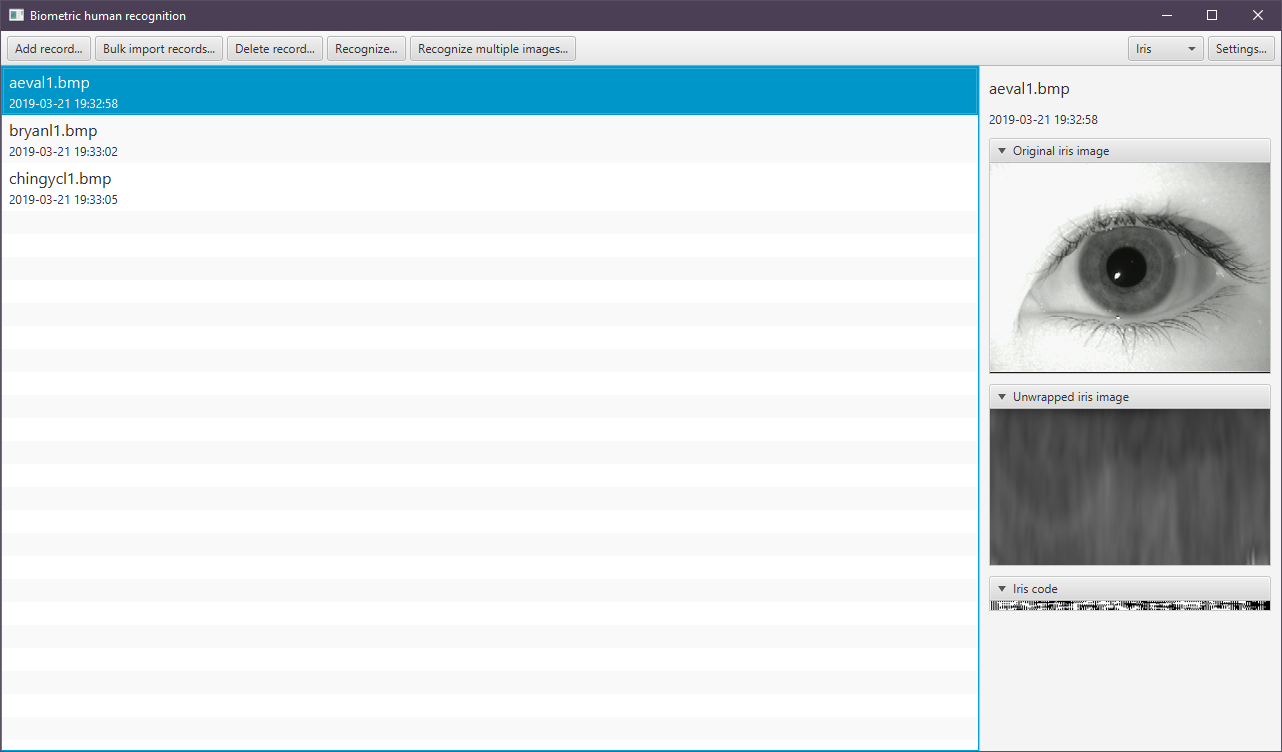 Biometric human recognition
Add record... Bulk import records... Delete record... Recognize... Recognize multiple images... Iris Settings...
aeval1.bmp
2019-03-21 19:32:58
bryanl1.bmp
2019-03-21 19:33:02
chingycl1.bmp
2019-03-21 19:33:05
aeval1.bmp
2019-03-21 19:32:58
Original iris image
Unwrapped iris image
Iris code